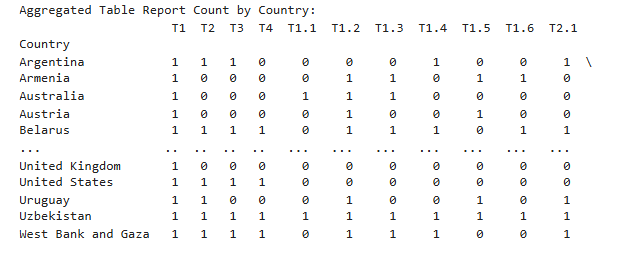 Aggregated Table Report Count by Country:
T1 T2 T3 T4 T1.1 T1.2 T1.3 T1.4 T1.5 T1.6 T2.1
Country
Argentina 1 1 1 0 0 0 0 1 0 0 1 \
Armenia 1 0 0 0 0 1 1 0 1 1 0
Australia 1 0 0 0 1 1 1 0 0 0 0
Austria 1 0 0 0 0 1 0 0 1 0 0
Belarus 1 1 1 1 0 1 1 1 0 1 1
... .. .. .. .. ... ... ... ... ... ... ...
United Kingdom 1 0 0 0 0 0 0 0 0 0 0
United States 1 1 1 1 0 0 0 0 0 0 0
Uruguay 1 1 0 0 0 1 0 0 1 0 1
Uzbekistan 1 1 1 1 1 1 1 1 1 1 1
West Bank and Gaza 1 1 1 1 0 1 1 1 0 0 1